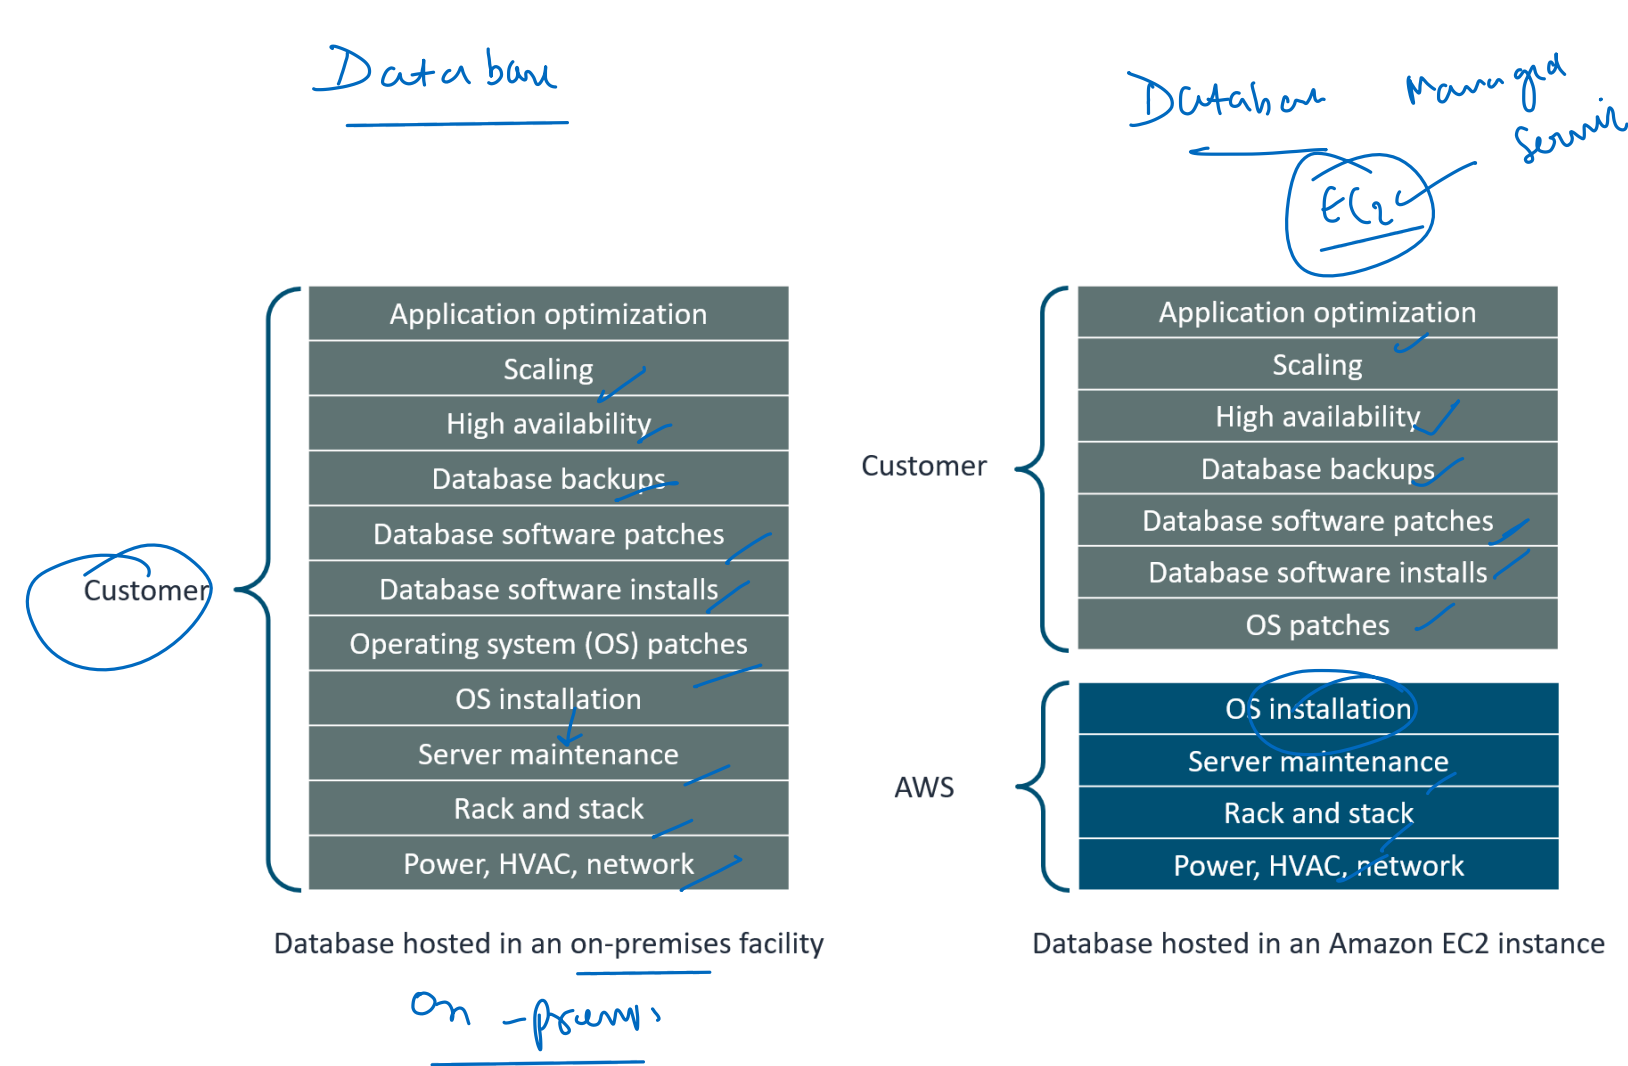 Database
Database Managed
Service
EC2
Customer
Application optimization
Scaling
High availability
Database backups
Database software patches
Database software installs
Operating system (OS) patches
OS installation
Server maintenance
Rack and stack
Power, HVAC, network
Database hosted in an on-premises facility
on-premis
Customer
Application optimization
Scaling
High availability
Database backups
Database software patches
Database software installs
OS patches
AWS
OS installation
Server maintenance
Rack and stack
Power, HVAC, network
Database hosted in an Amazon EC2 instance